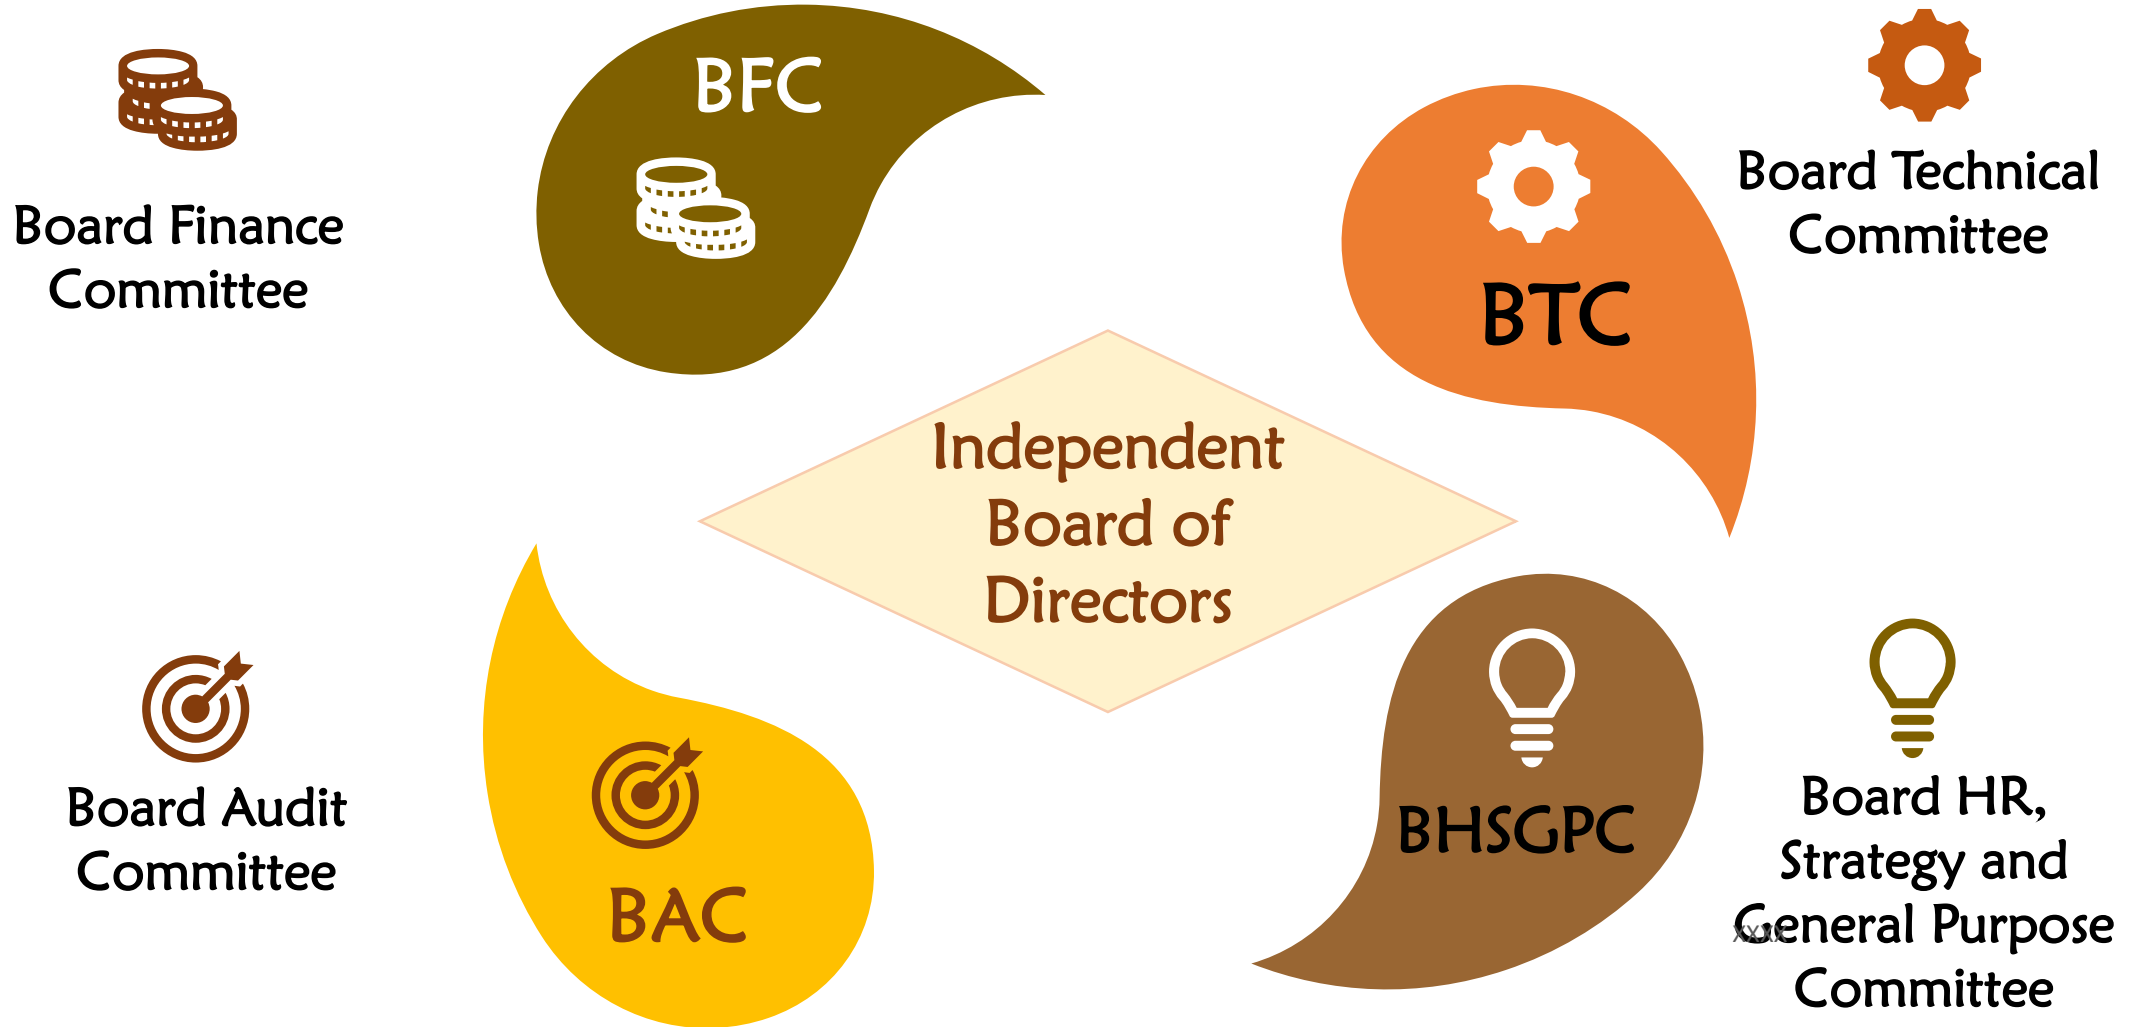 BFC
Board Finance
Committee
BTC
Board Technical
Committee
Independent
Board of
Directors
Board Audit
Committee
BAC
BHSGPC
Board HR,
Strategy and
General Purpose
xxxx
Committee